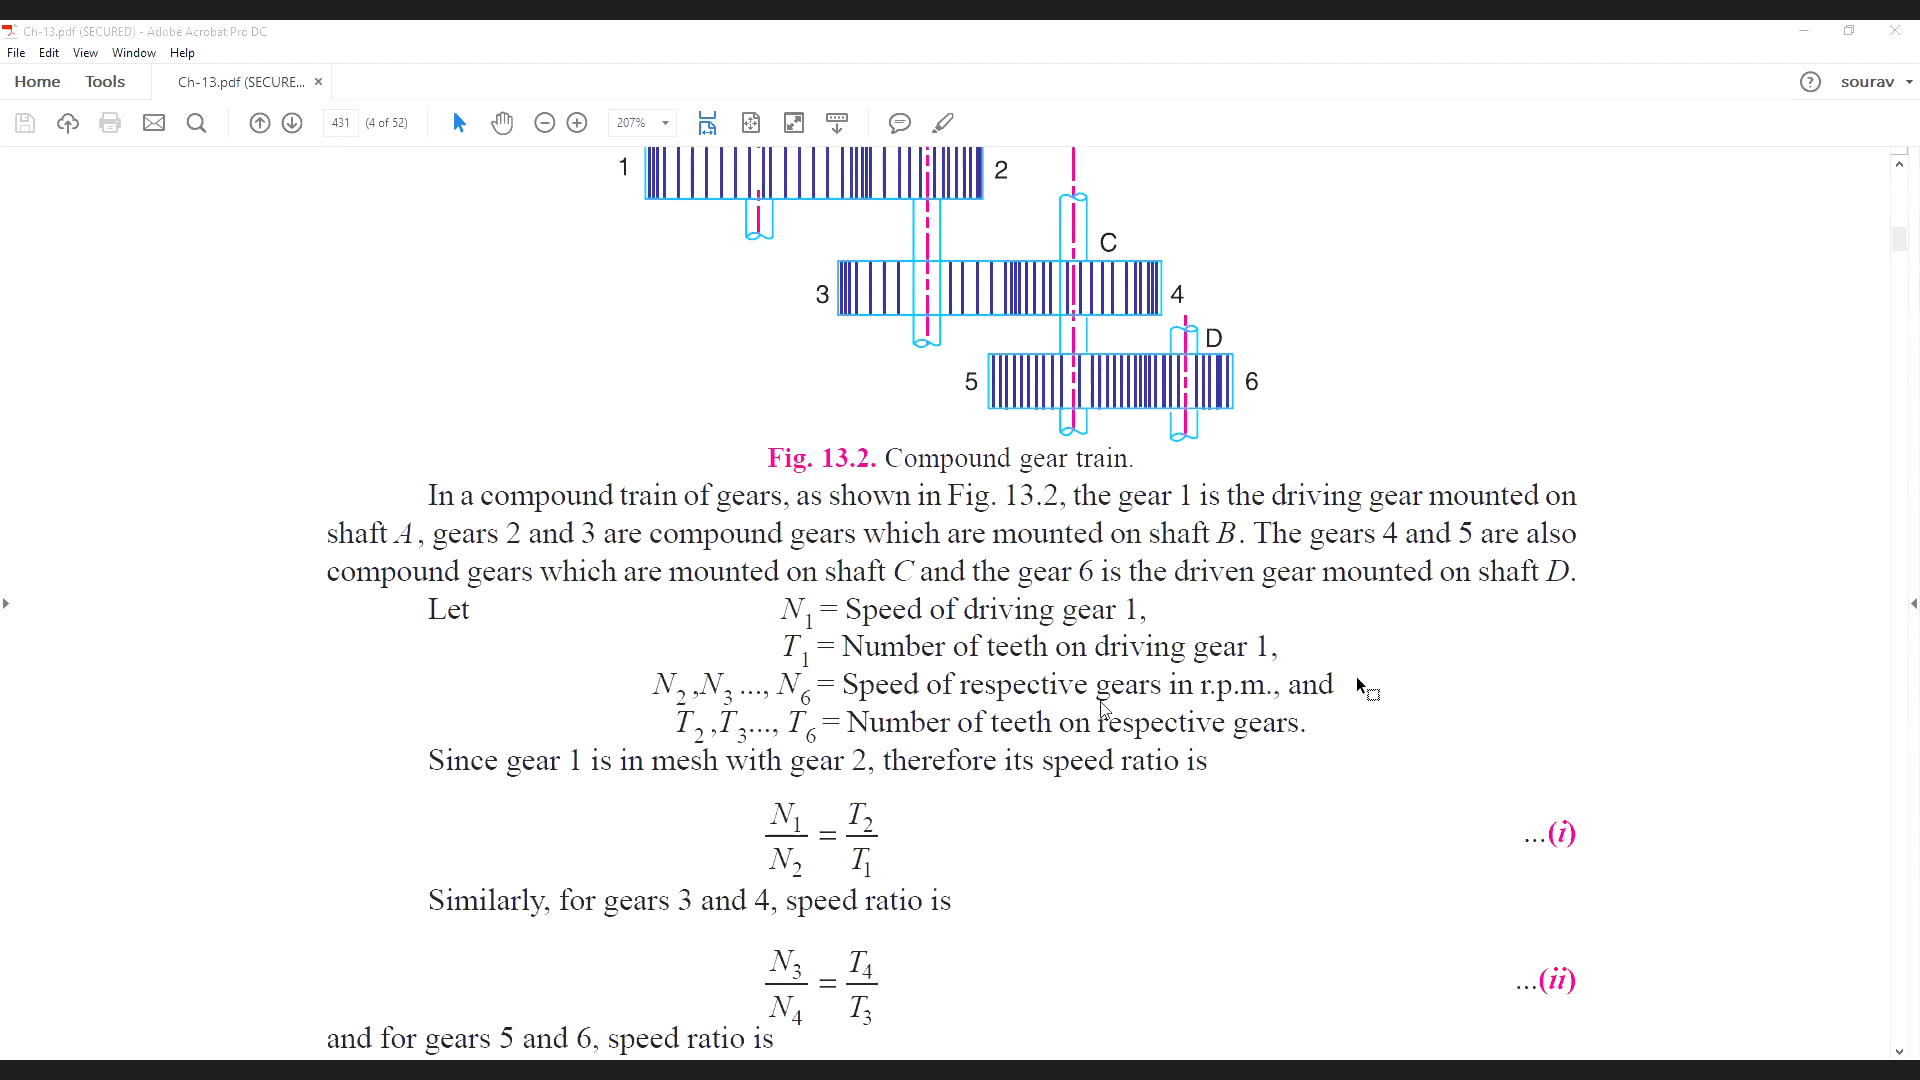 Ch-13.pdf (SECURED) - Adobe Acrobat Pro DC
File Edit View Window Help
Home Tools Ch-13.pdf (SECURE... × sourav
431 (4 of 52) 207%
1 2
C
3 4
D
5 6
Fig. 13.2. Compound gear train.
In a compound train of gears, as shown in Fig. 13.2, the gear 1 is the driving gear mounted on
shaft A, gears 2 and 3 are compound gears which are mounted on shaft B. The gears 4 and 5 are also
compound gears which are mounted on shaft C and the gear 6 is the driven gear mounted on shaft D.
Let N1 = Speed of driving gear 1,
T1 = Number of teeth on driving gear 1,
N2 ,N3 ..., N6 = Speed of respective gears in r.p.m., and
T2 ,T3..., T6 = Number of teeth on respective gears.
Since gear 1 is in mesh with gear 2, therefore its speed ratio is
N1/N2 = T2/T1 ...(i)
Similarly, for gears 3 and 4, speed ratio is
N3/N4 = T4/T3 ...(ii)
and for gears 5 and 6, speed ratio is